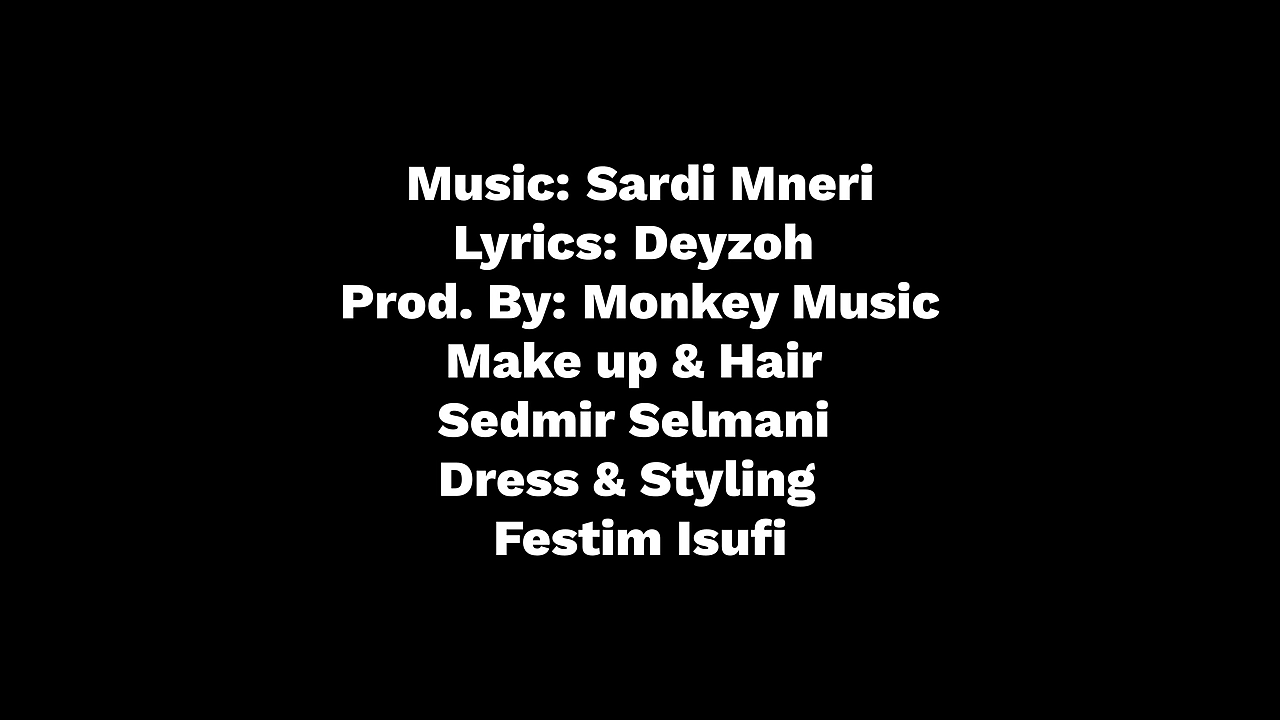 Music: Sardi Mneri
Lyrics: Deyzoh
Prod. By: Monkey Music
Make up & Hair
Sedmir Selmani
Dress & Styling
Festim Isufi